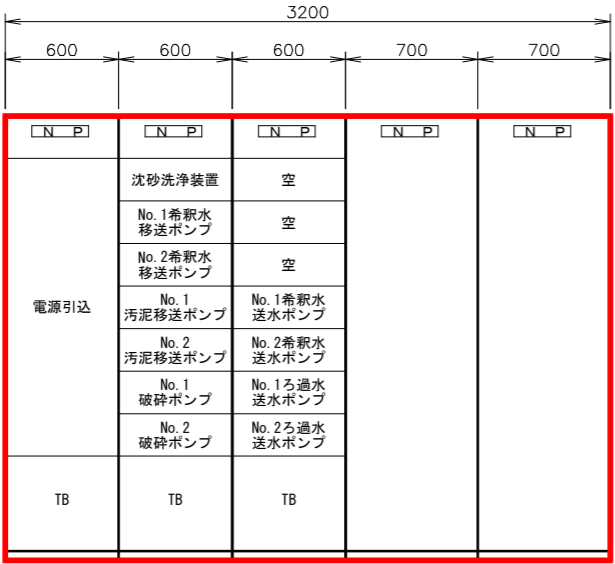 3200
600 600 600 700 700
N P N P N P N P N P
電源引込
TB
沈砂洗浄装置
No.1希釈水
移送ポンプ
No.2希釈水
移送ポンプ
No.1
汚泥移送ポンプ
No.2
汚泥移送ポンプ
No.1
破砕ポンプ
No.2
破砕ポンプ
TB
空
空
空
No.1希釈水
送水ポンプ
No.2希釈水
送水ポンプ
No.1ろ過水
送水ポンプ
No.2ろ過水
送水ポンプ
TB